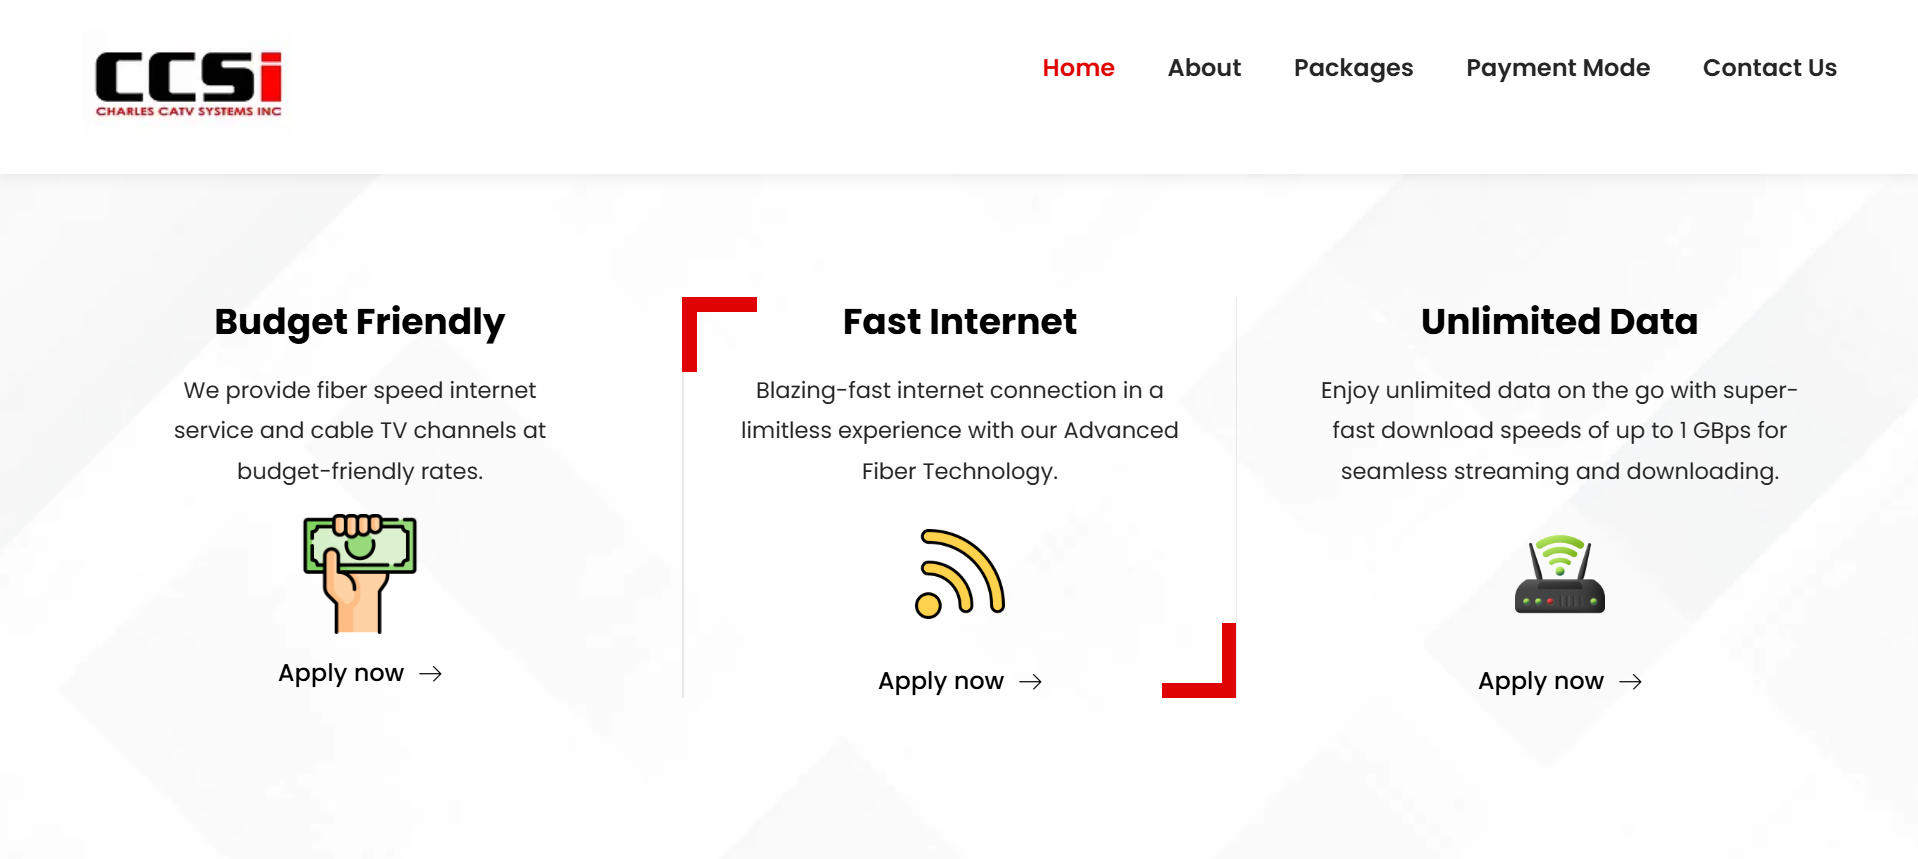 CCSi
CHARLES CATV SYSTEMS INC
Home
About
Packages
Payment Mode
Contact Us
Budget Friendly
We provide fiber speed internet
service and cable TV channels at
budget-friendly rates.
Apply now
Fast Internet
Blazing-fast internet connection in a
limitless experience with our Advanced
Fiber Technology.
Apply now
Unlimited Data
Enjoy unlimited data on the go with super-
fast download speeds of up to 1 GBps for
seamless streaming and downloading.
Apply now